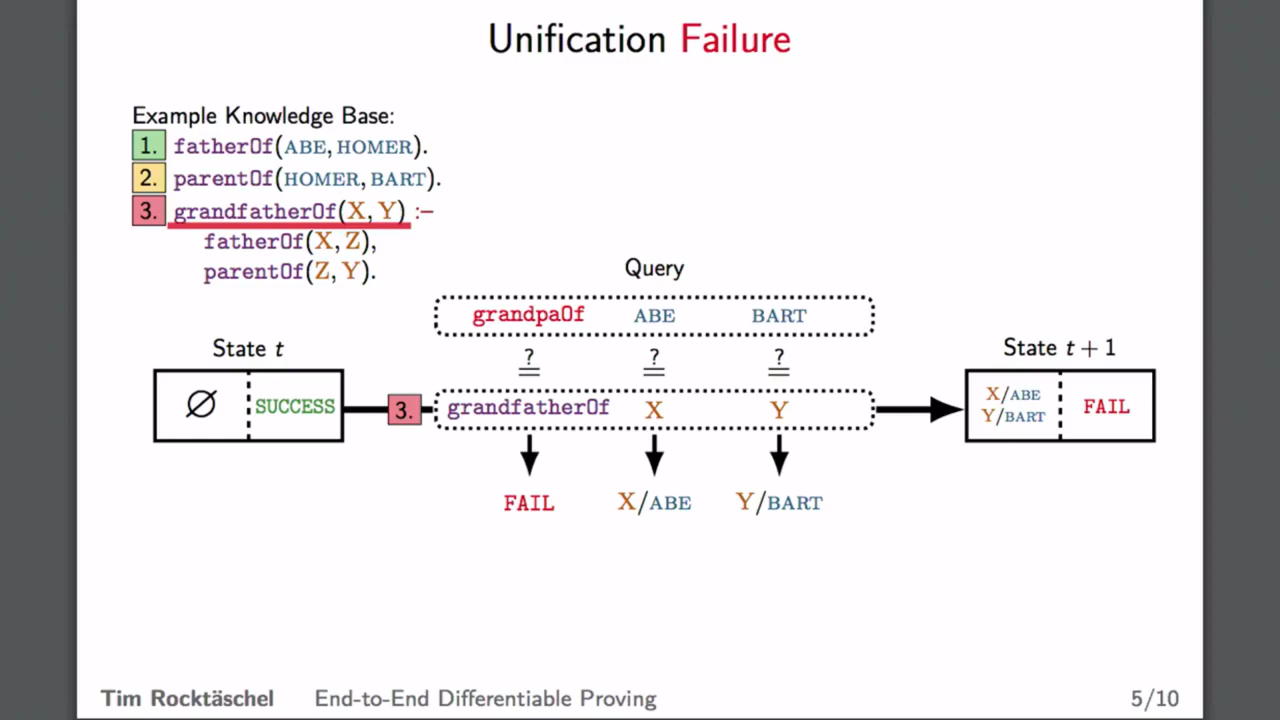 Unification Failure
Example Knowledge Base:
1. fatherOf(ABE, HOMER).
2. parentOf(HOMER, BART).
3. grandfatherOf(X, Y) :–
fatherOf(X, Z),
parentOf(Z, Y).
Query
grandpaOf ABE BART
State t
? ? ?
= = =
State t + 1
∅ SUCCESS
3.
grandfatherOf X Y
X/ABE
Y/BART
FAIL
FAIL X/ABE Y/BART
Tim Rocktäschel End-to-End Differentiable Proving 5/10